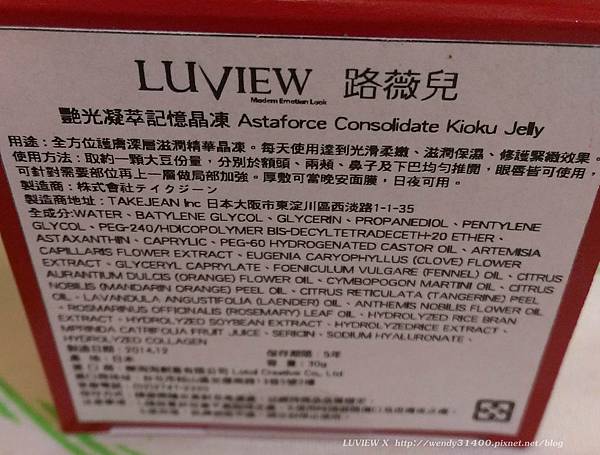 LUVIEW 路薇兒
Modern Emotion Look
艷光凝萃記憶晶凍 Astaforce Consolidate Kioku Jelly
用途：全方位護膚深層滋潤精華晶凍。每天使用達到光滑柔嫩、滋潤保濕、修護緊緻效果。
使用方法：取約一顆大豆份量，分別於額頭、兩頰、鼻子及下巴均勻推開，眼唇皆可使用，
可針對需要部位再上一層做局部加強。厚敷可當晚安面膜，日夜可用。
製造商：株式會社テイクジーン
製造商地址：TAKEJEAN Inc 日本大阪市東淀川區西淡路1-1-35
全成分:WATER、BATYLENE GLYCOL、GLYCERIN、PROPANEDIOL、PENTYLENE
GLYCOL、PEG-240/HDICOPOLYMER BIS-DECYLTETRADECETH-20 ETHER、
ASTAXANTHIN、CAPRYLIC、PEG-60 HYDROGENATED CASTOR OIL、ARTEMISIA
CAPILLARIS FLOWER EXTRACT、EUGENIA CARYOPHYLLUS (CLOVE) FLOWER
EXTRACT、GLYCERYL CAPRYLATE、FOENICULUM VULGARE (FENNEL) OIL、CITRUS
AURANTIUM DULCIS (ORANGE) FLOWER OIL、CYMBOPOGON MARTINI OIL、CITRUS
NOBILIS (MANDARIN ORANGE) PEEL OIL、CITRUS RETICULATA (TANGERINE) PEEL
OIL、LAVANDULA ANGUSTIFOLIA (LAENDER) OIL、ANTHEMIS NOBILIS FLOWER OIL
、ROSMARINUS OFFICINALIS (ROSEMARY) LEAF OIL、HYDROLYZED RICE BRAN
EXTRACT、HYDROLYZED SOYBEAN EXTRACT、HYDROLYZEDRICE EXTRACT、
MPRINDA CATRIFOLIA FRUIT JUICE、SERICIN、SODIUM HYALURONATE、
HYDROLYZED COLLAGEN
製造日期：2014.12 保存期限：5年
產 地：日本 容 量：30g
Creative Co., Ltd
LUVIEW X http://wendy31400.pixnet.net/blog